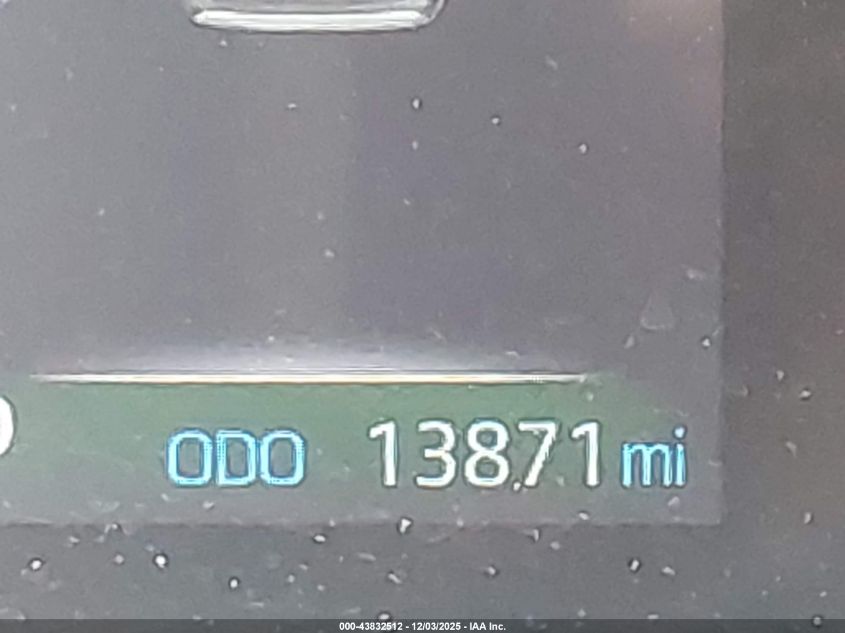 ODO 13871 mi
000-43832512 - 12/03/2025 - IAA Inc.